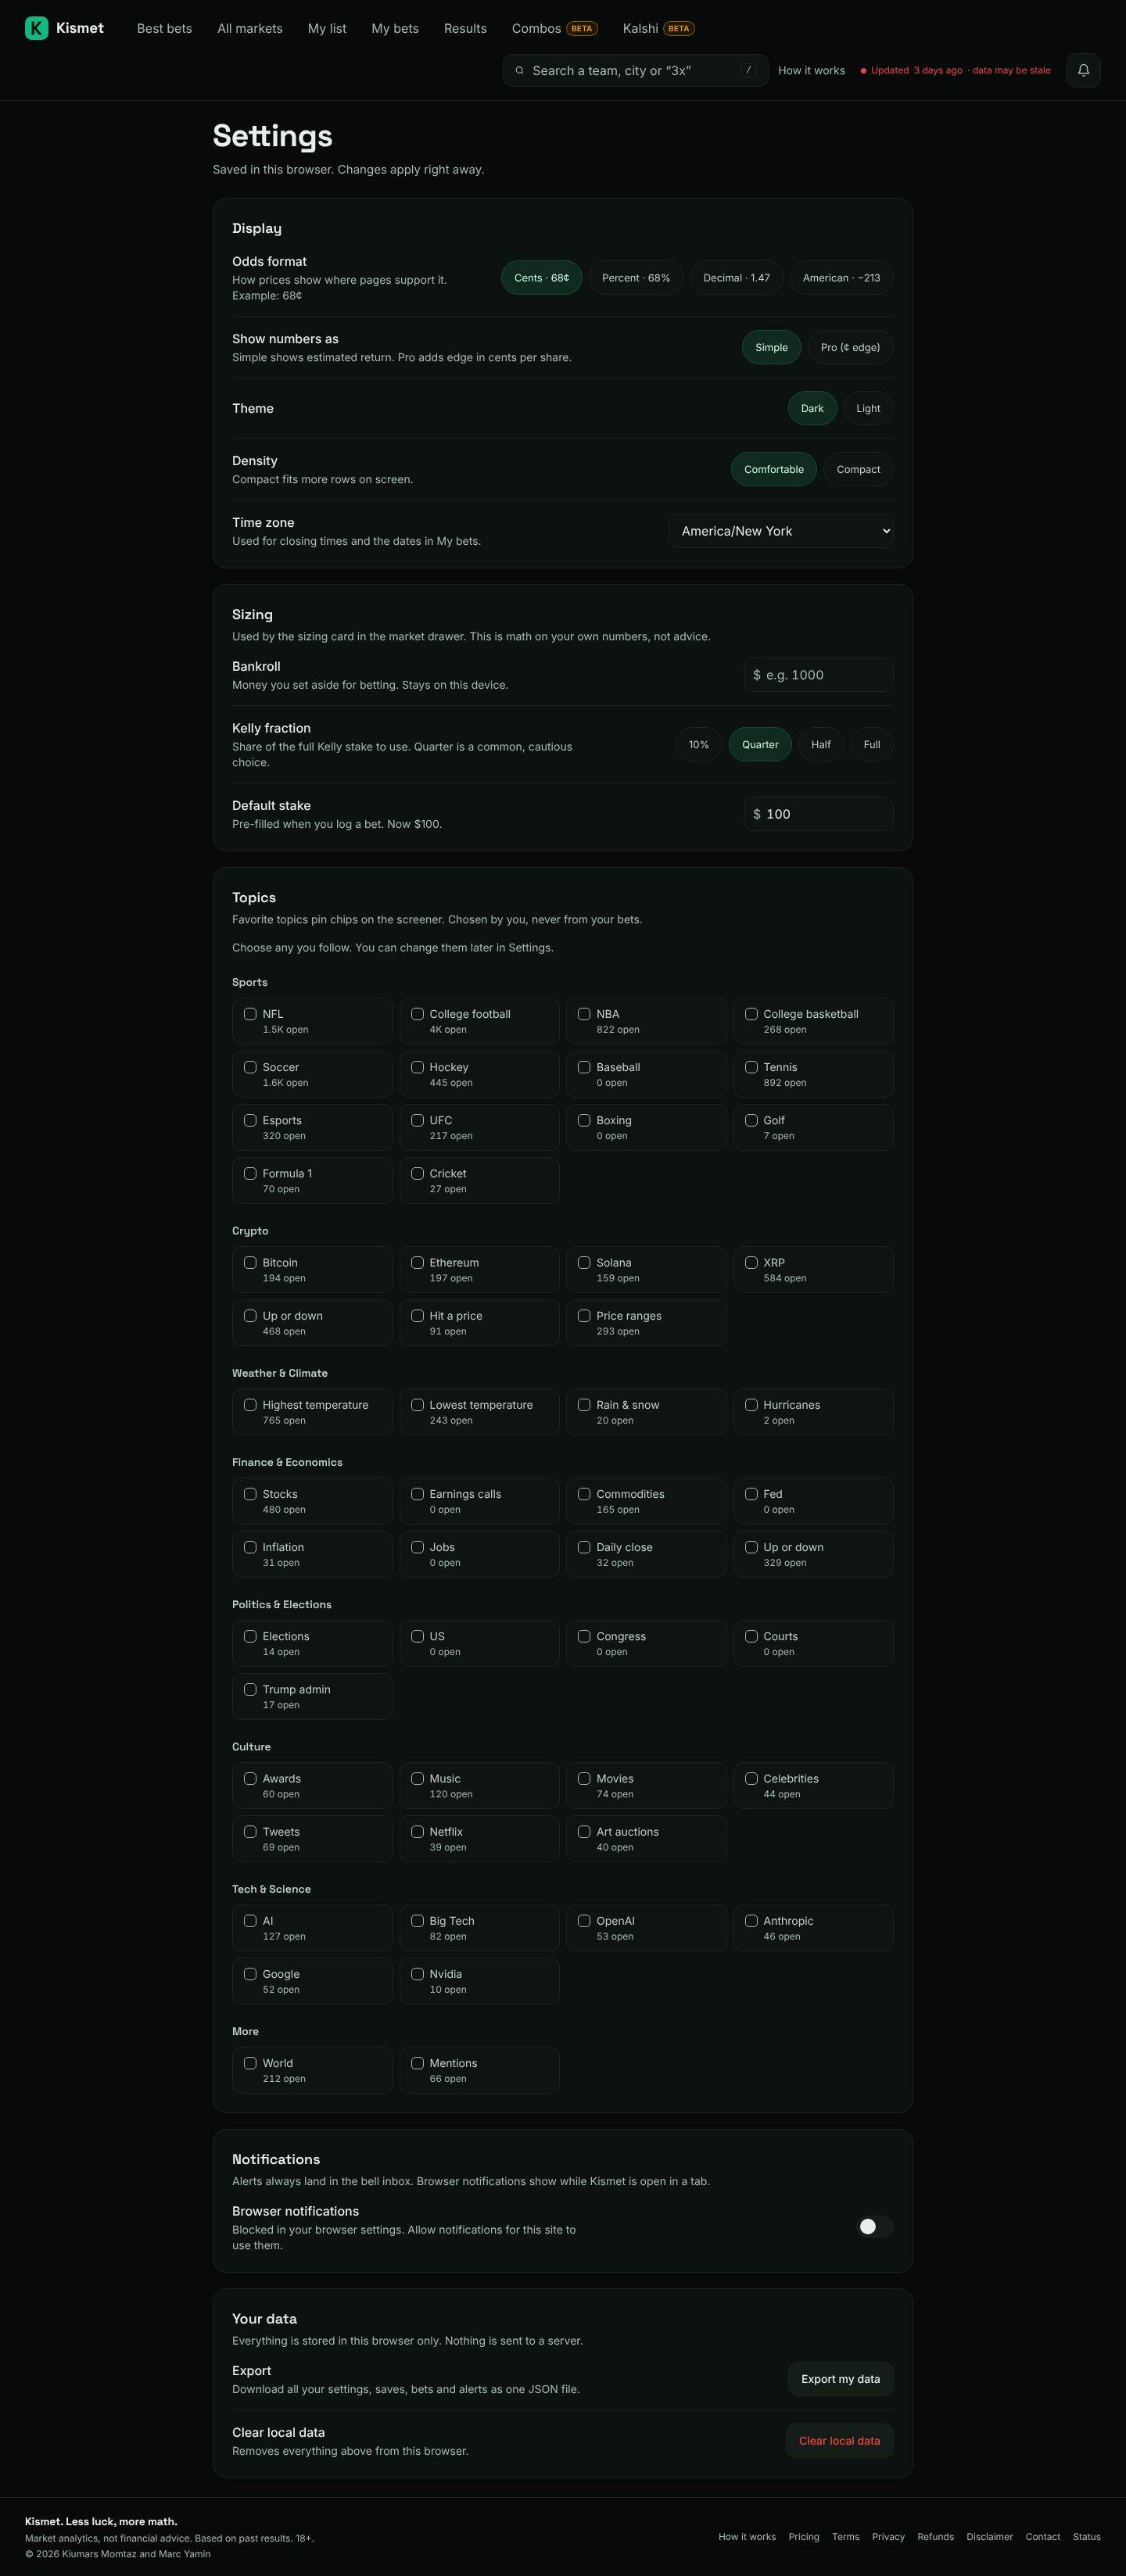 K Kismet
Best bets
All markets
My list
My bets
Results
Combos BETA
Kalshi BETA
Search a team, city or “3x” /
How it works
Updated 3 days ago · data may be stale
Settings
Saved in this browser. Changes apply right away.
Display
Odds format
How prices show where pages support it.
Example: 68¢
Cents · 68¢
Percent · 68%
Decimal · 1.47
American · −213
Show numbers as
Simple shows estimated return. Pro adds edge in cents per share.
Simple
Pro (¢ edge)
Theme
Dark
Light
Density
Compact fits more rows on screen.
Comfortable
Compact
Time zone
Used for closing times and the dates in My bets.
America/New York
Sizing
Used by the sizing card in the market drawer. This is math on your own numbers, not advice.
Bankroll
Money you set aside for betting. Stays on this device.
$ e.g. 1000
Kelly fraction
Share of the full Kelly stake to use. Quarter is a common, cautious
choice.
10%
Quarter
Half
Full
Default stake
Pre-filled when you log a bet. Now $100.
$ 100
Topics
Favorite topics pin chips on the screener. Chosen by you, never from your bets.
Choose any you follow. You can change them later in Settings.
Sports
NFL
1.5K open
College football
4K open
NBA
822 open
College basketball
268 open
Soccer
1.6K open
Hockey
445 open
Baseball
0 open
Tennis
892 open
Esports
320 open
UFC
217 open
Boxing
0 open
Golf
7 open
Formula 1
70 open
Cricket
27 open
Crypto
Bitcoin
194 open
Ethereum
197 open
Solana
159 open
XRP
584 open
Up or down
468 open
Hit a price
91 open
Price ranges
293 open
Weather & Climate
Highest temperature
765 open
Lowest temperature
243 open
Rain & snow
20 open
Hurricanes
2 open
Finance & Economics
Stocks
480 open
Earnings calls
0 open
Commodities
165 open
Fed
0 open
Inflation
31 open
Jobs
0 open
Daily close
32 open
Up or down
329 open
Politics & Elections
Elections
14 open
US
0 open
Congress
0 open
Courts
0 open
Trump admin
17 open
Culture
Awards
60 open
Music
120 open
Movies
74 open
Celebrities
44 open
Tweets
69 open
Netflix
39 open
Art auctions
40 open
Tech & Science
AI
127 open
Big Tech
82 open
OpenAI
53 open
Anthropic
46 open
Google
52 open
Nvidia
10 open
More
World
212 open
Mentions
66 open
Notifications
Alerts always land in the bell inbox. Browser notifications show while Kismet is open in a tab.
Browser notifications
Blocked in your browser settings. Allow notifications for this site to
use them.
Your data
Everything is stored in this browser only. Nothing is sent to a server.
Export
Download all your settings, saves, bets and alerts as one JSON file.
Export my data
Clear local data
Removes everything above from this browser.
Clear local data
Kismet. Less luck, more math.
Market analytics, not financial advice. Based on past results. 18+.
© 2026 Kiumars Momtaz and Marc Yamin
How it works
Pricing
Terms
Privacy
Refunds
Disclaimer
Contact
Status